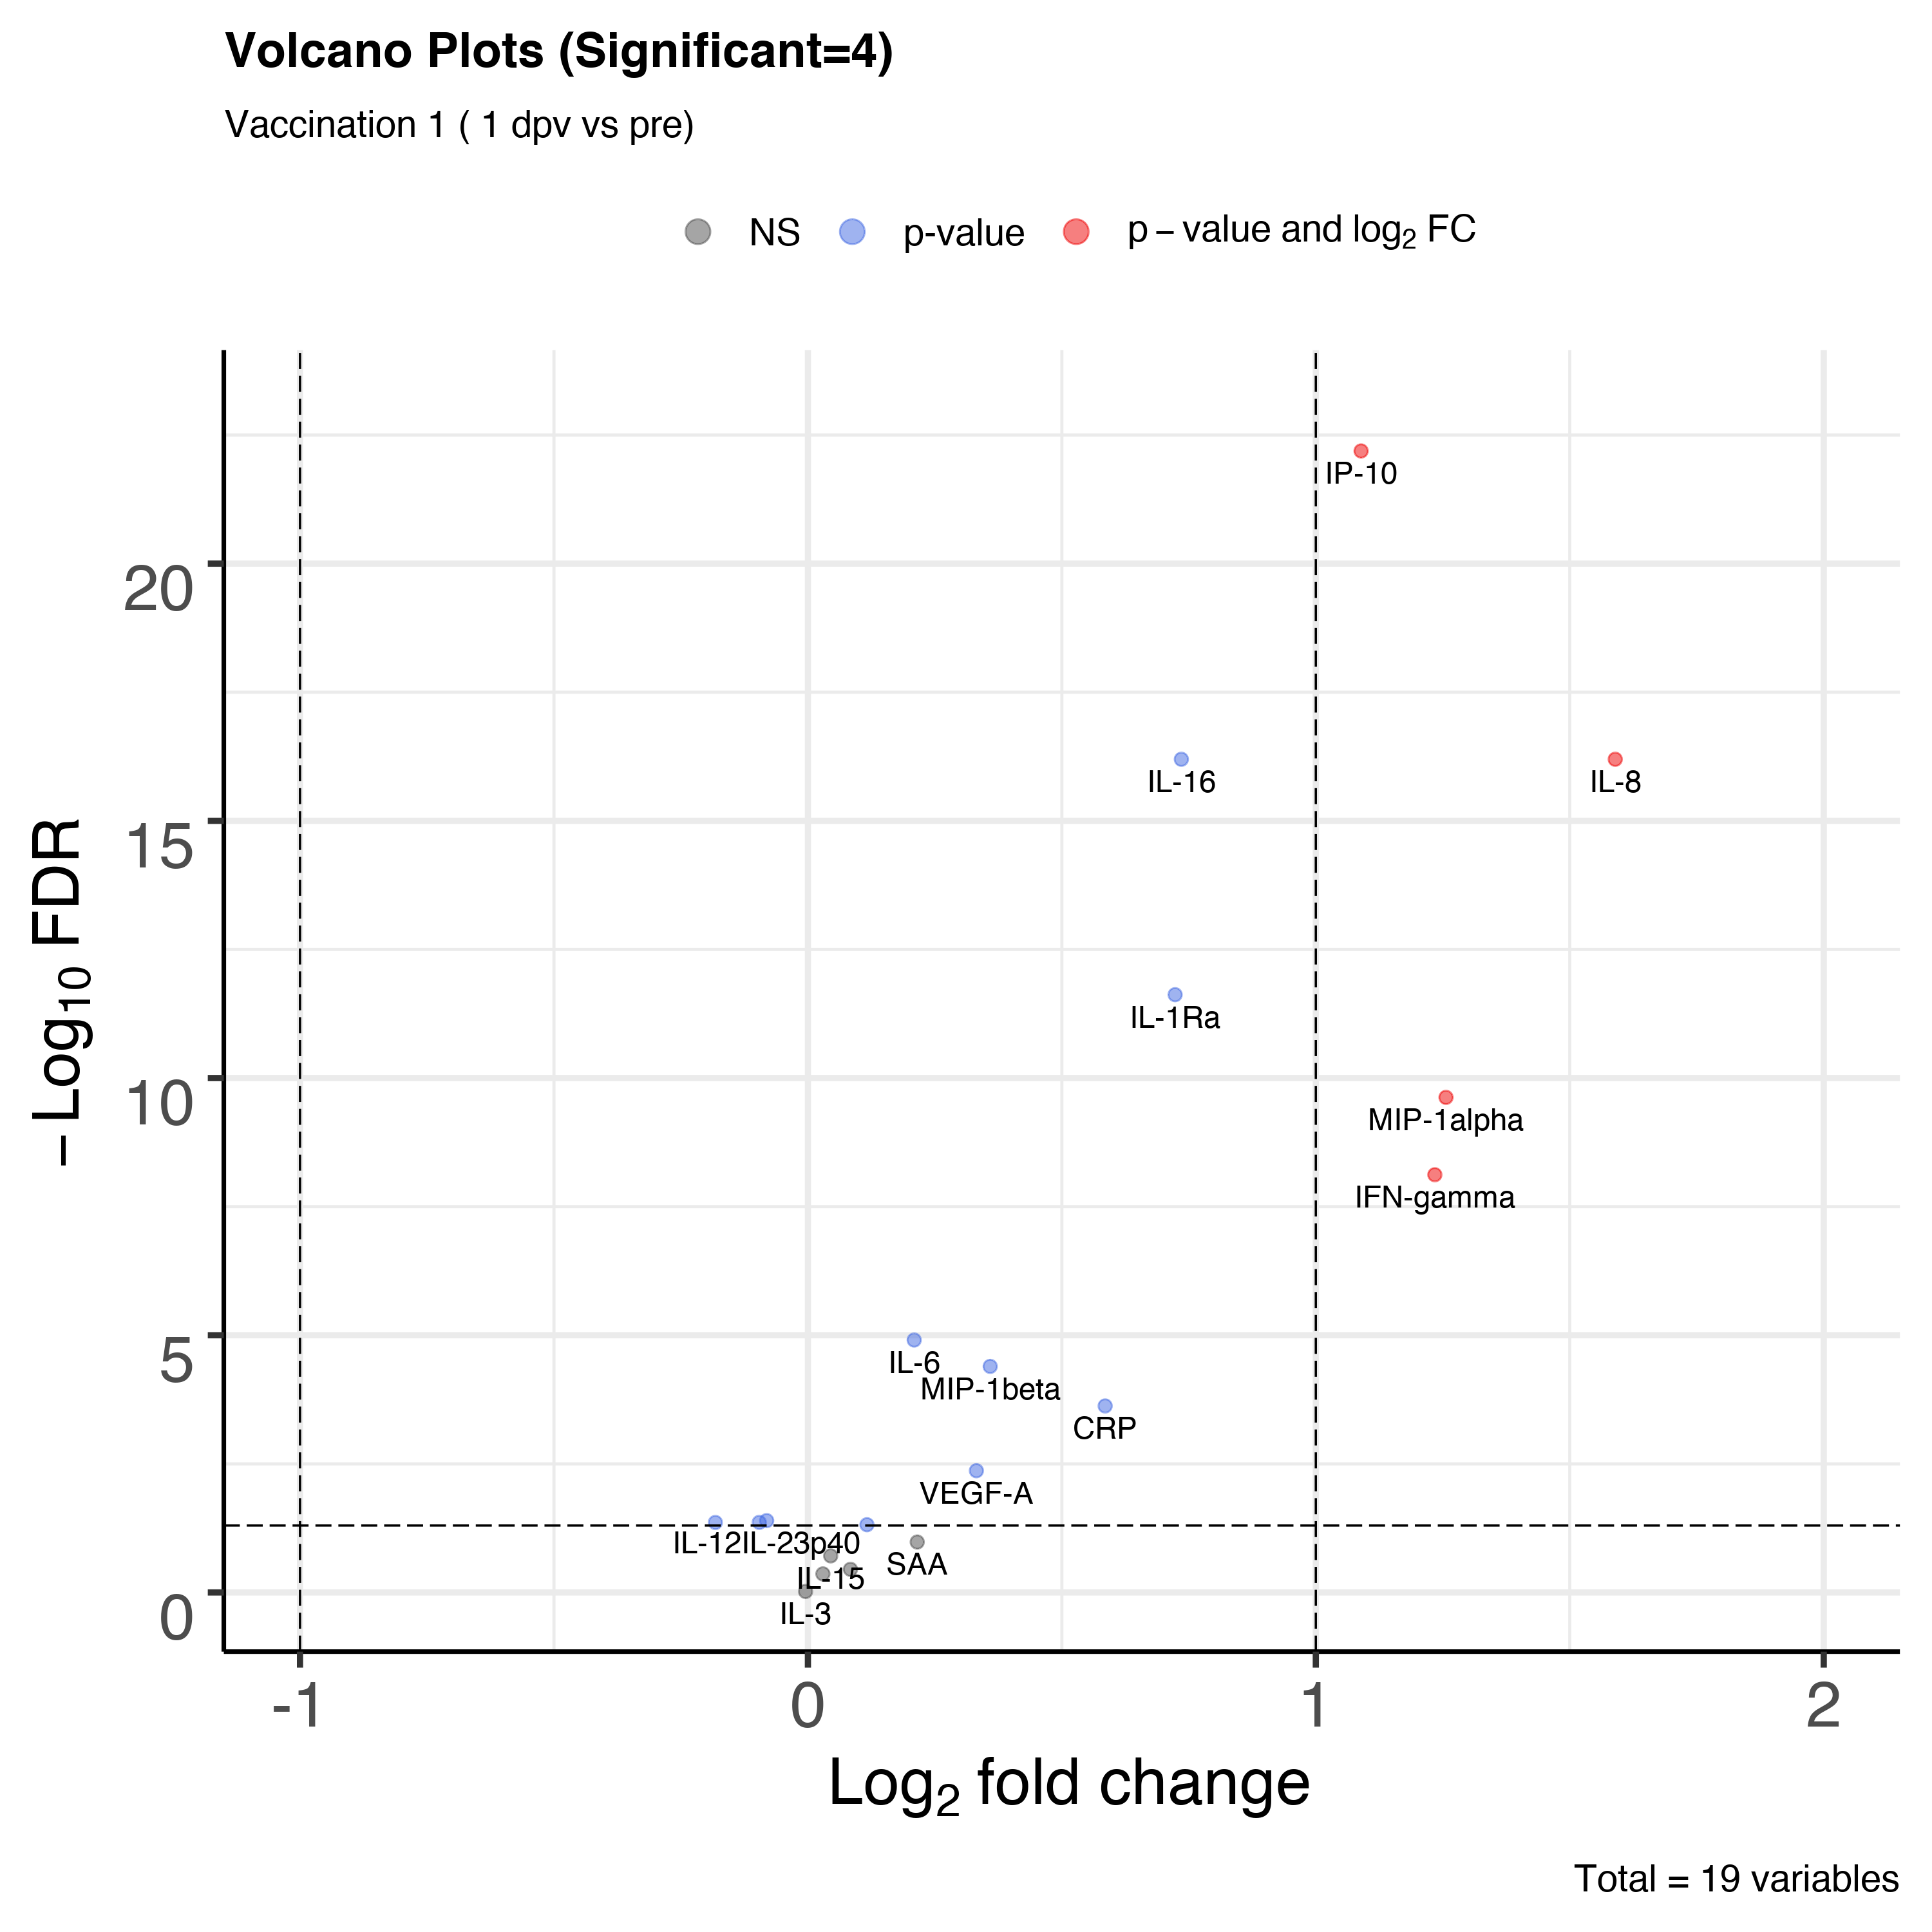 Volcano Plots (Significant=4)
Vaccination 1 ( 1 dpv vs pre)
NS p-value p − value and log₂ FC
IP-10
IL-16 IL-8
IL-1Ra
MIP-1alpha
IFN-gamma
IL-6
MIP-1beta
CRP
VEGF-A
IL-12 IL-23p40
SAA
IL-15
IL-3
−Log₁₀ FDR
20
15
10
5
0
-1 0 1 2
Log₂ fold change
Total = 19 variables